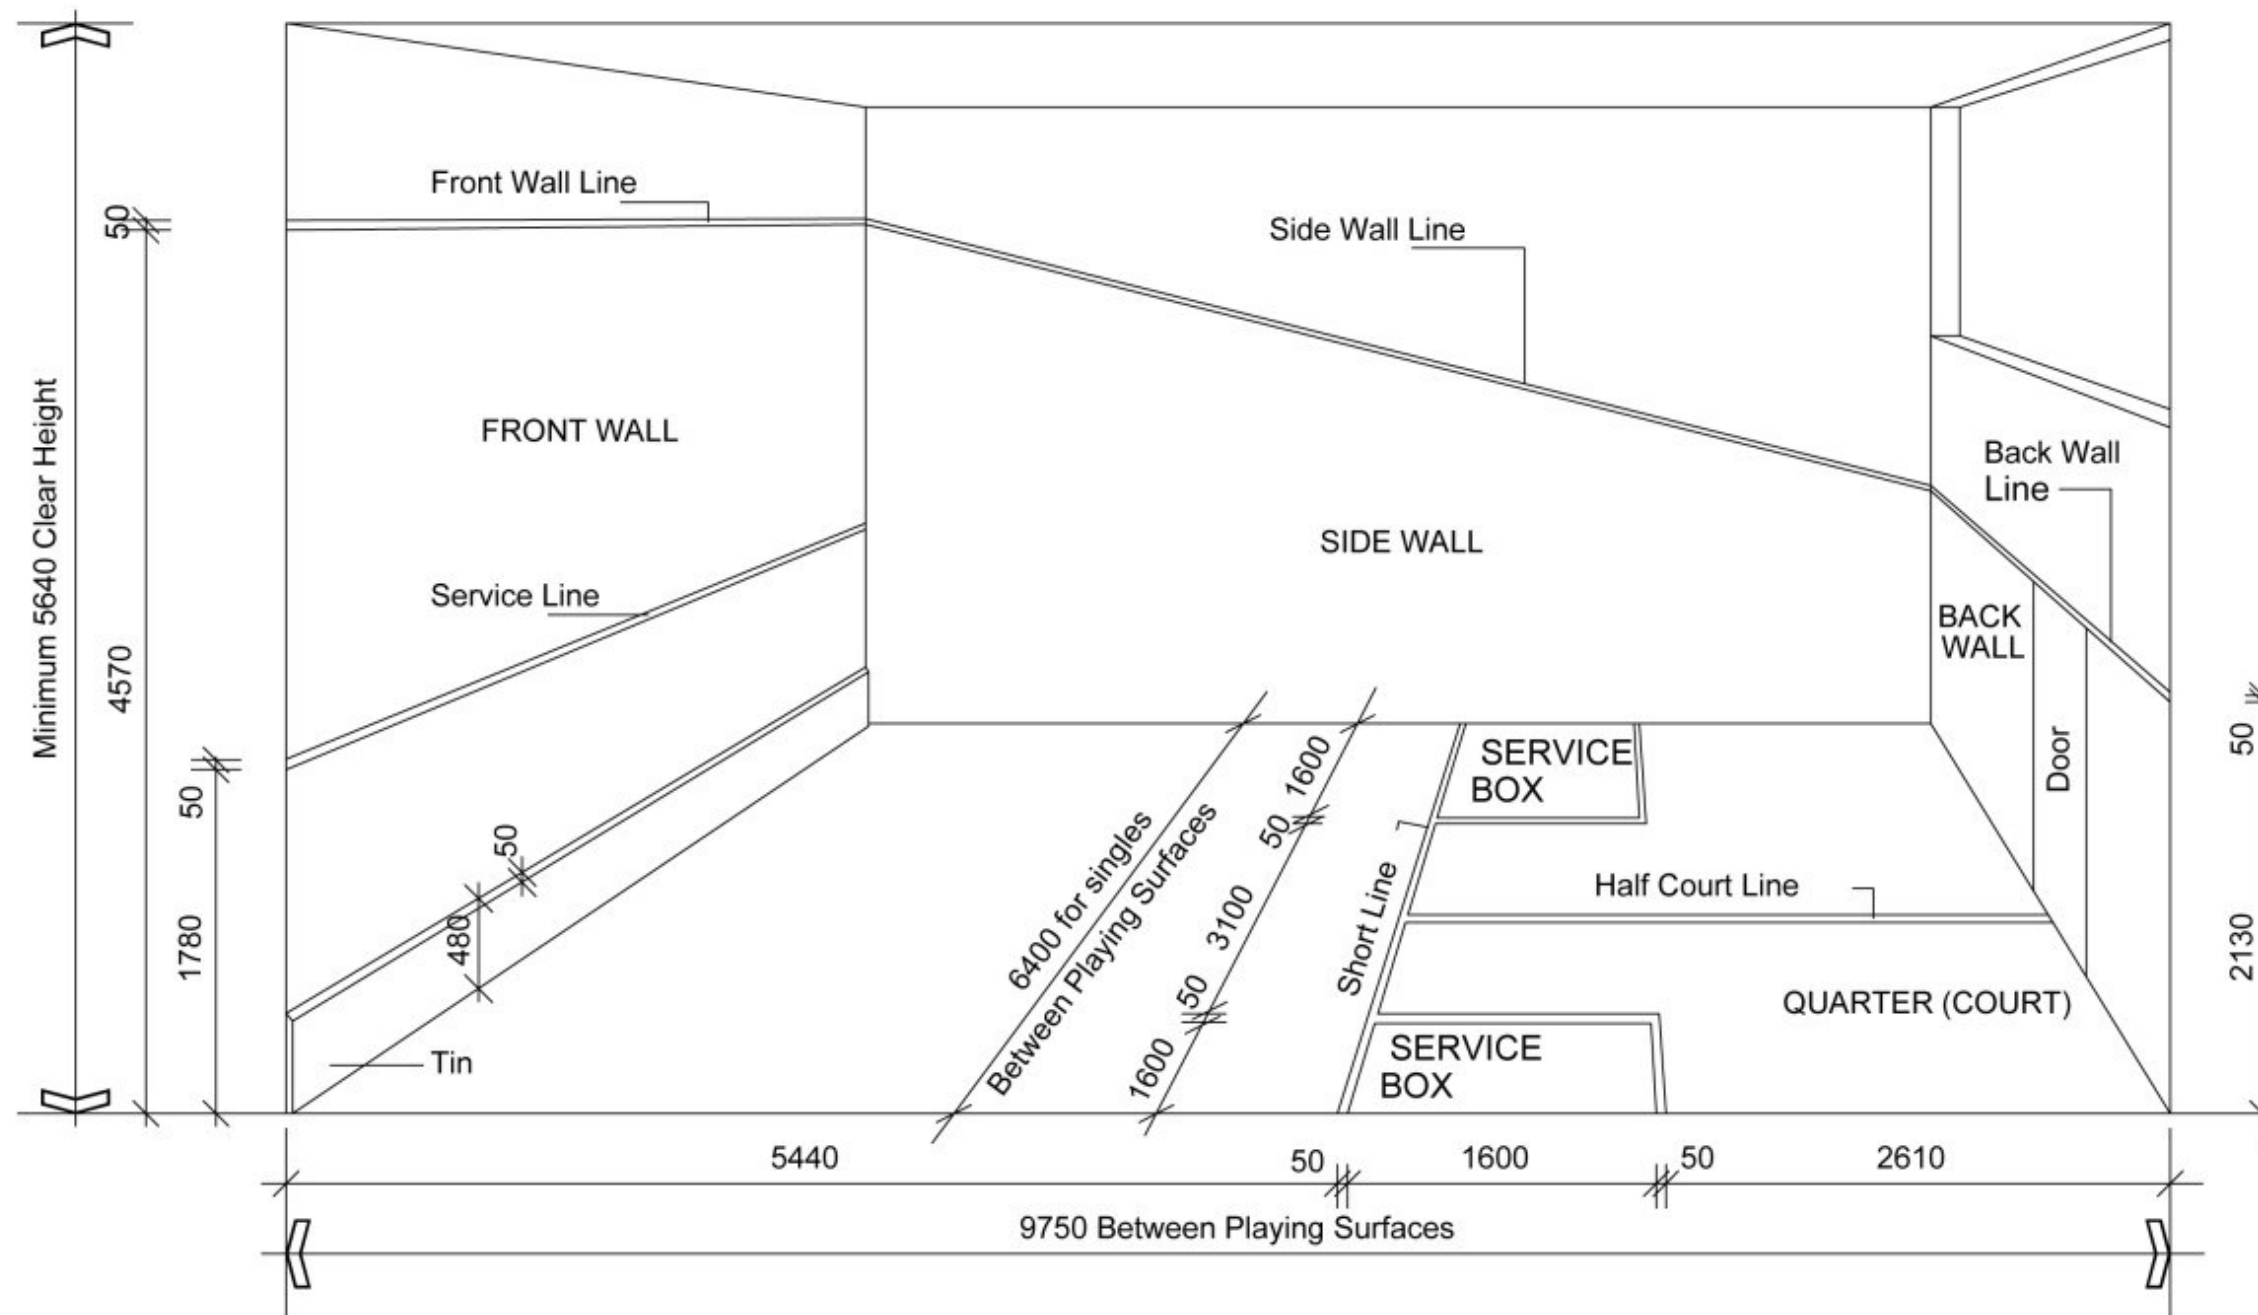 Front Wall Line
50
Side Wall Line
Minimum 5640 Clear Height
FRONT WALL
Back Wall
Line
SIDE WALL
4570
Service Line
BACK
WALL
50
1600
SERVICE
BOX
Door
50
50
50
6400 for singles
Between Playing Surfaces
Short Line
Half Court Line
480
3100
1780
2130
50
QUARTER (COURT)
Tin
1600
SERVICE
BOX
5440
50
1600
50
2610
9750 Between Playing Surfaces